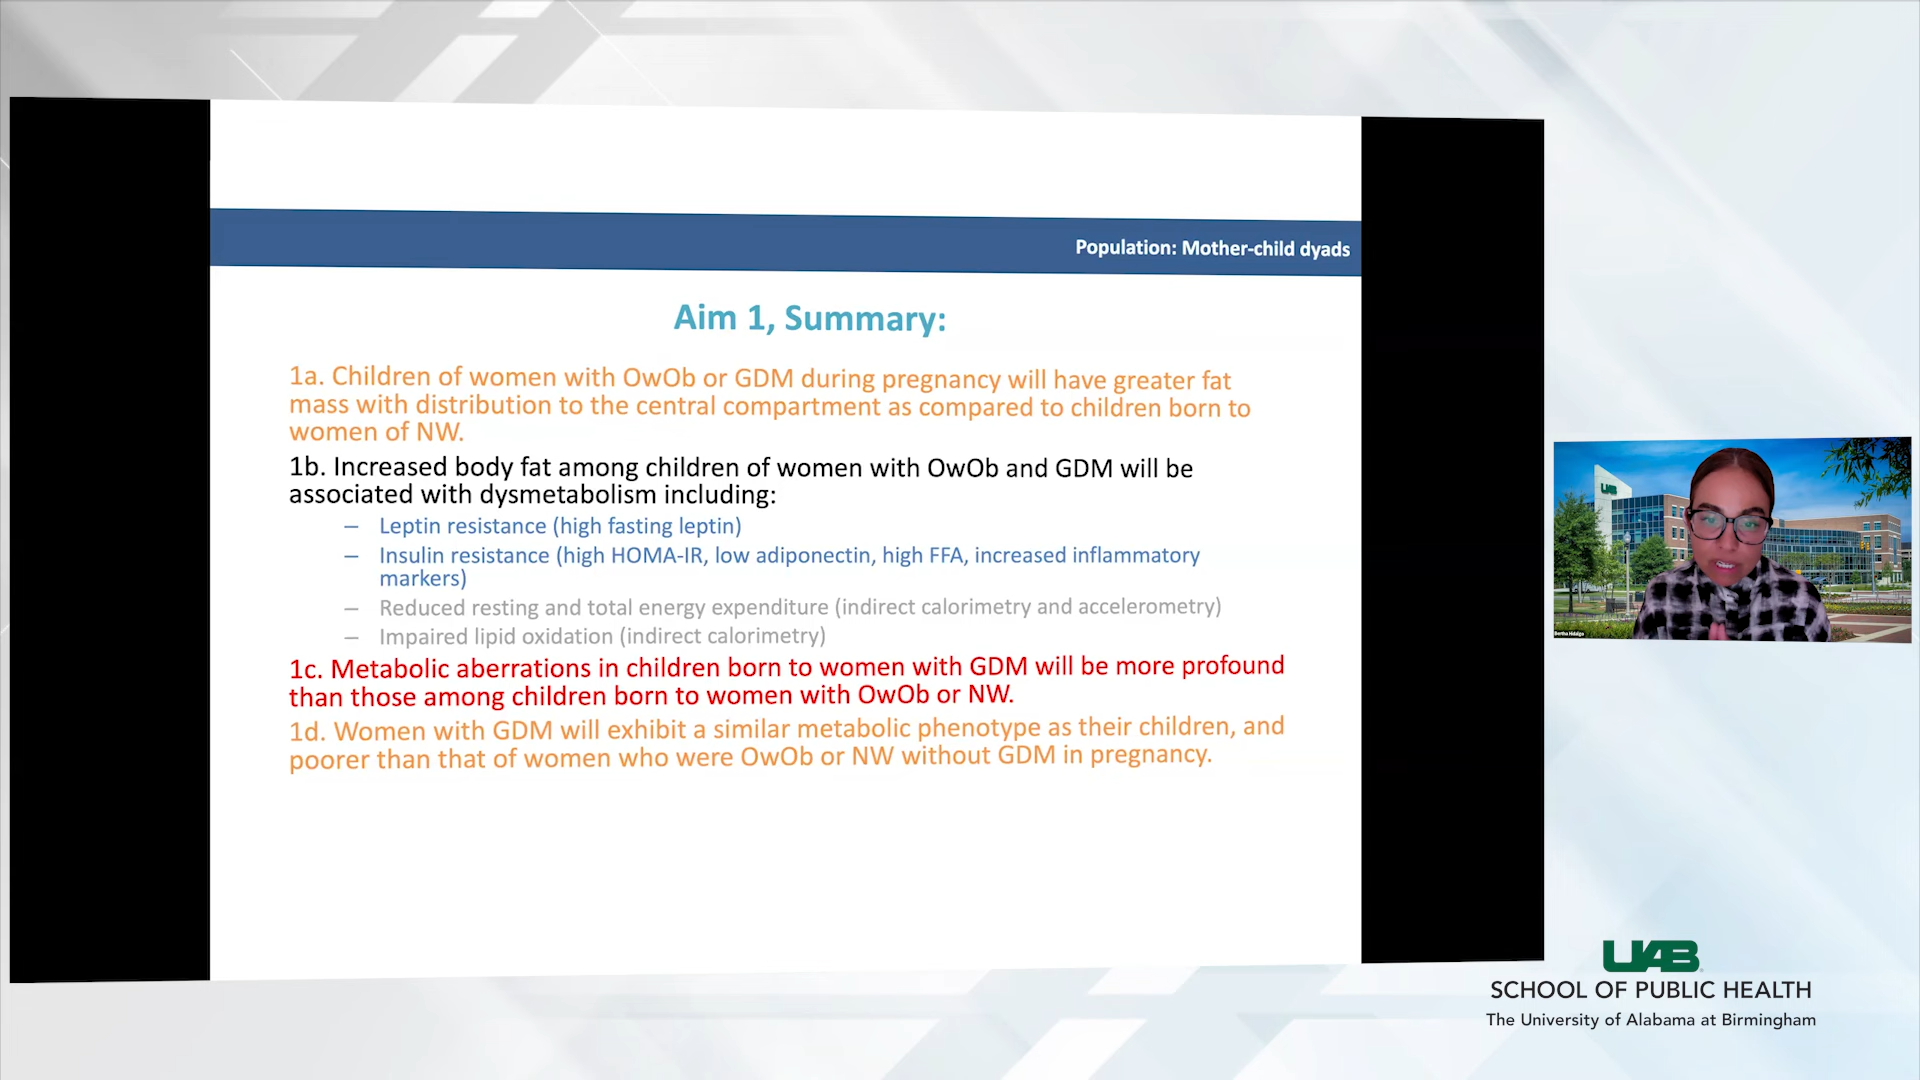 Population: Mother-child dyads
Aim 1, Summary:
1a. Children of women with OwOb or GDM during pregnancy will have greater fat
mass with distribution to the central compartment as compared to children born to
women of NW.
1b. Increased body fat among children of women with OwOb and GDM will be
associated with dysmetabolism including:
– Leptin resistance (high fasting leptin)
– Insulin resistance (high HOMA-IR, low adiponectin, high FFA, increased inflammatory
markers)
– Reduced resting and total energy expenditure (indirect calorimetry and accelerometry)
– Impaired lipid oxidation (indirect calorimetry)
1c. Metabolic aberrations in children born to women with GDM will be more profound
than those among children born to women with OwOb or NW.
1d. Women with GDM will exhibit a similar metabolic phenotype as their children, and
poorer than that of women who were OwOb or NW without GDM in pregnancy.
UAB
Bertha Hidalgo
UAB
SCHOOL OF PUBLIC HEALTH
The University of Alabama at Birmingham